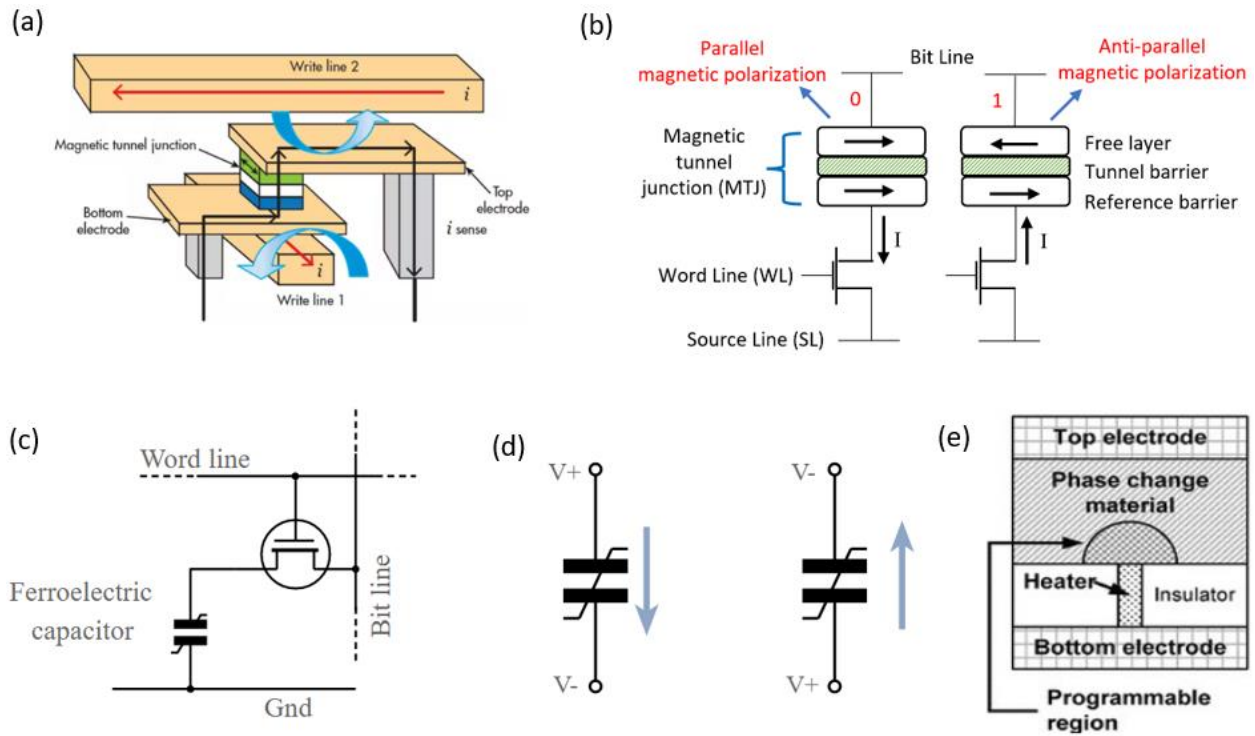 (a)
Write line 2
i
Magnetic tunnel junction
Top
electrode
Bottom
electrode
i sense
i
Write line 1
(b)
Parallel
magnetic polarization
Bit Line
Anti-parallel
magnetic polarization
0
1
Magnetic
tunnel
junction (MTJ)
Free layer
Tunnel barrier
Reference barrier
I
I
Word Line (WL)
Source Line (SL)
(c)
Word line
Bit line
Ferroelectric
capacitor
Gnd
(d)
V+
V-
V-
V+
(e)
Top electrode
Phase change
material
Heater
Insulator
Bottom electrode
Programmable
region